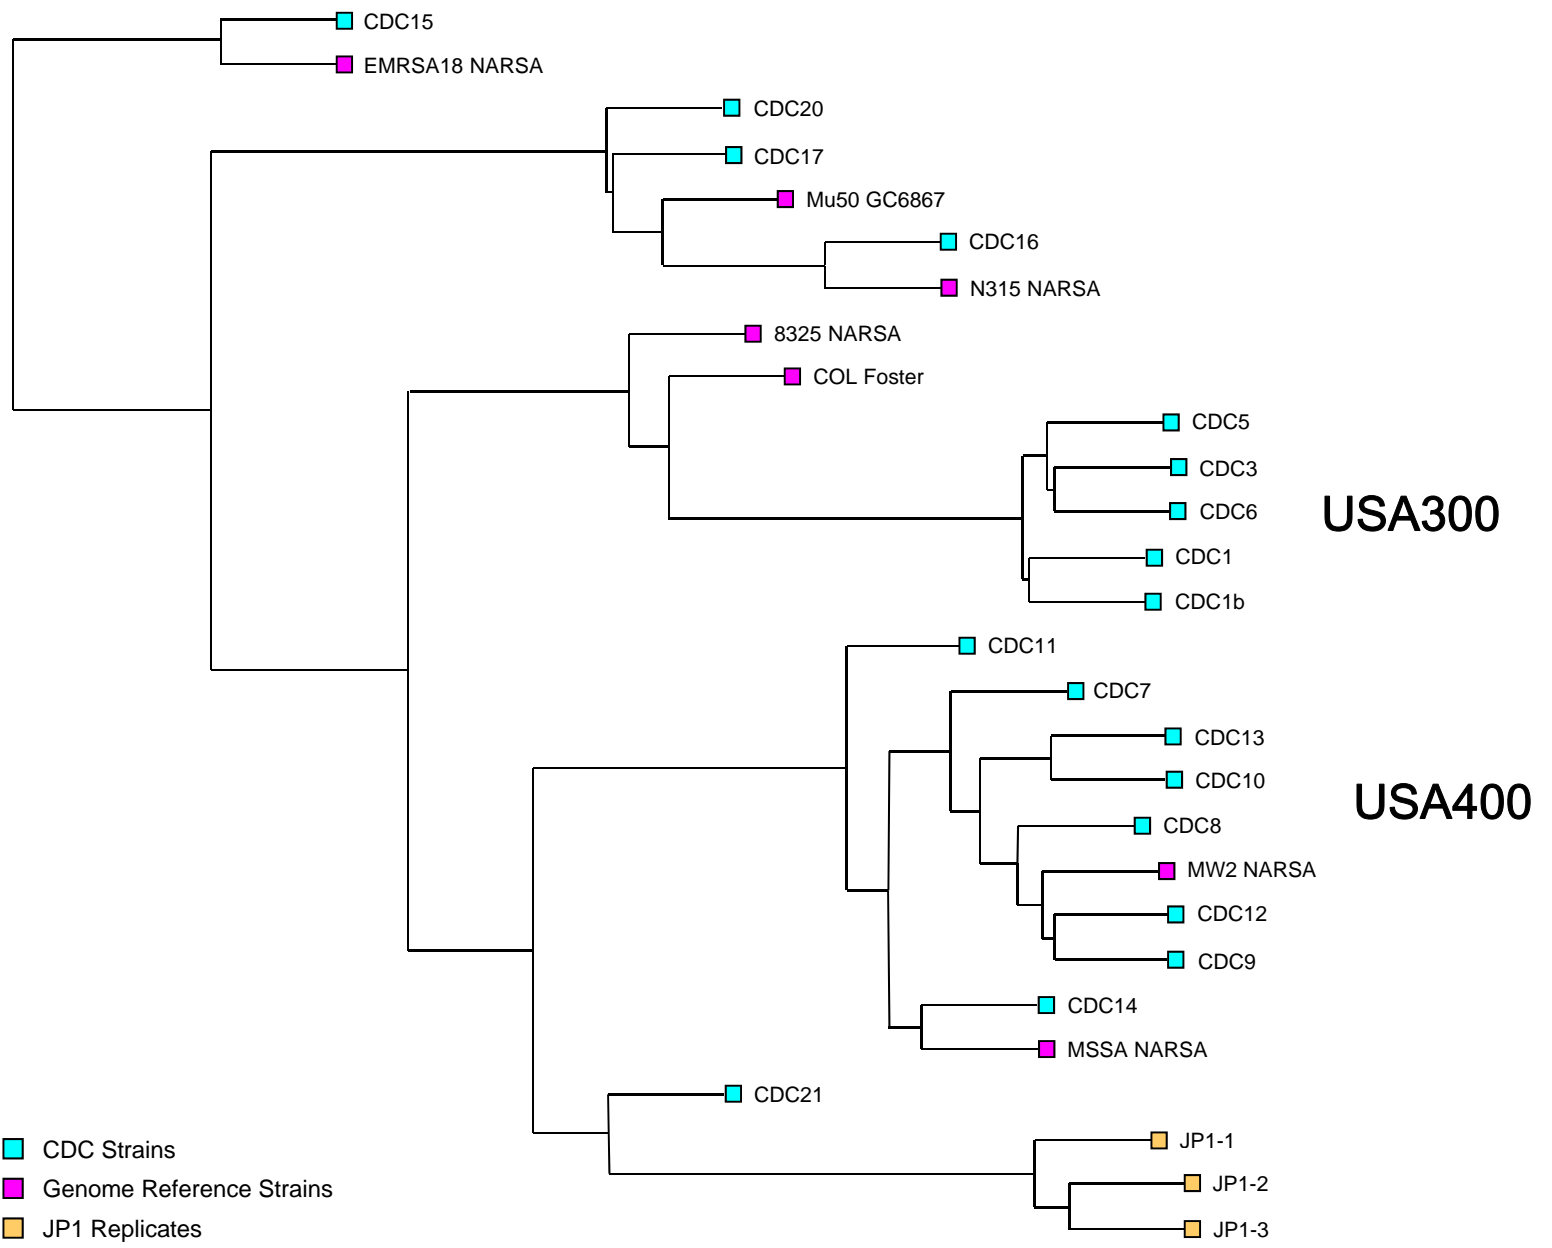 CDC15
EMRSA18 NARSA
CDC20
CDC17
Mu50 GC6867
CDC16
N315 NARSA
8325 NARSA
COL Foster
CDC5
CDC3
CDC6
USA300
CDC1
CDC1b
CDC11
CDC7
CDC13
CDC10
USA400
CDC8
MW2 NARSA
CDC12
CDC9
CDC14
MSSA NARSA
CDC21
JP1-1
JP1-2
JP1-3
CDC Strains
Genome Reference Strains
JP1 Replicates